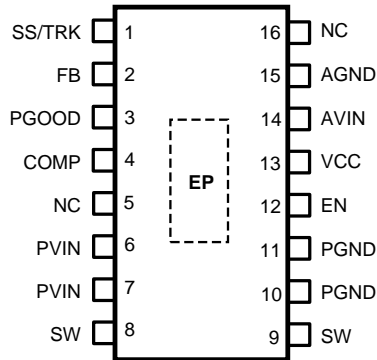 SS/TRK 1 16 NC
FB 2 15 AGND
PGOOD 3 14 AVIN
COMP 4 13 VCC
EP
NC 5 12 EN
PVIN 6 11 PGND
PVIN 7 10 PGND
SW 8 9 SW